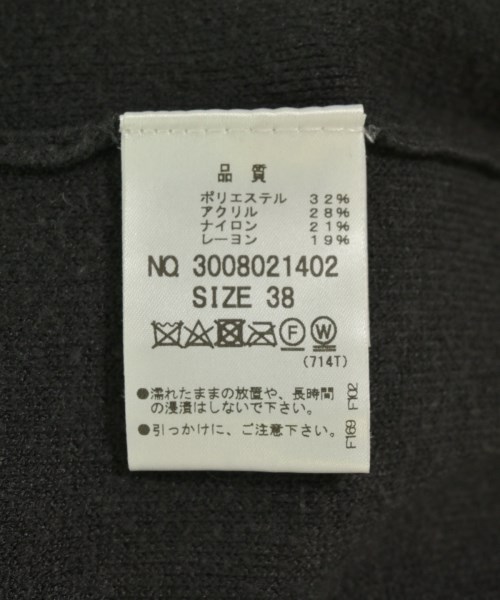 品質
ポリエステル 32%
アクリル 28%
ナイロン 21%
レーヨン 19%
NO. 3008021402
SIZE 38
F W
(714T)
●濡れたままの放置や、長時間
の浸漬はしないで下さい。
●引っかけに、ご注意下さい。
F169 F102